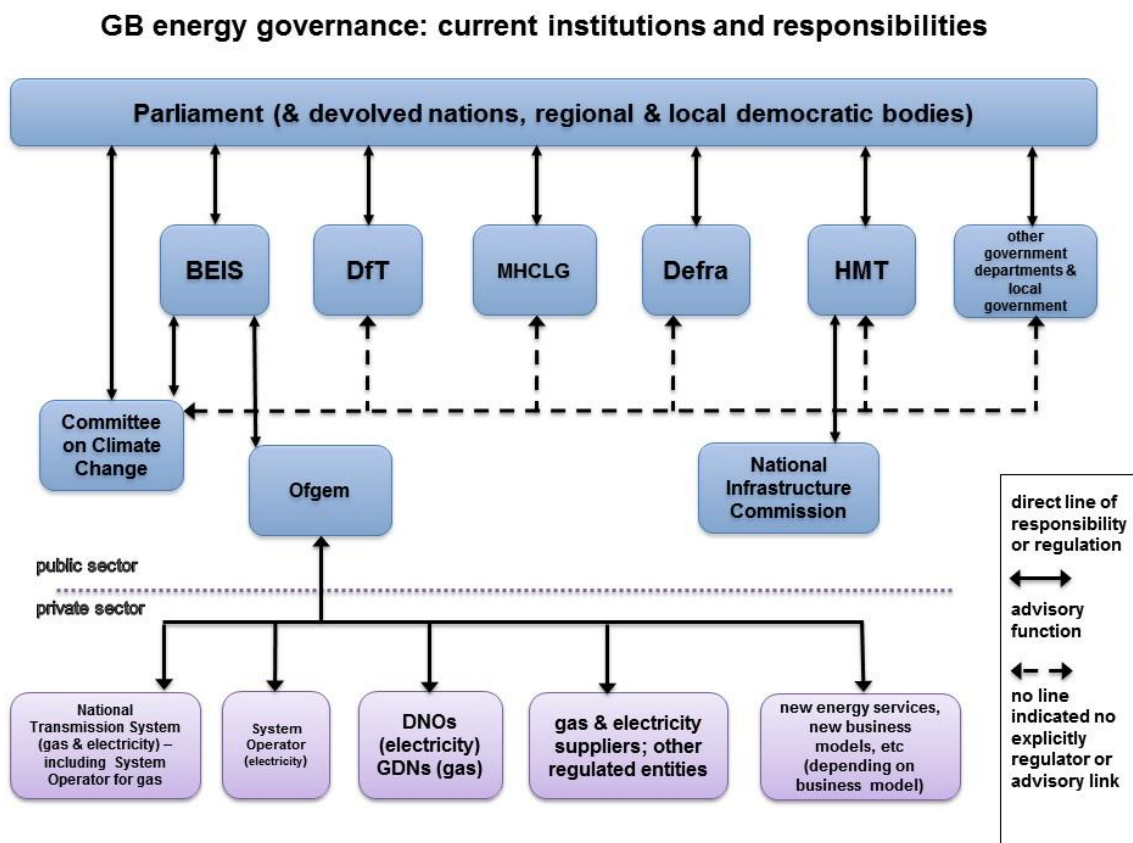 GB energy governance: current institutions and responsibilities
Parliament (& devolved nations, regional & local democratic bodies)
BEIS
DfT
MHCLG
Defra
HMT
other
government
departments &
local
government
Committee
on Climate
Change
Ofgem
National
Infrastructure
Commission
public sector
private sector
National
Transmission System
(gas & electricity) –
including System
Operator for gas
System
Operator
(electricity)
DNOs
(electricity)
GDNs (gas)
gas & electricity
suppliers; other
regulated entities
new energy services,
new business
models, etc
(depending on
business model)
direct line of
responsibility
or regulation
advisory
function
no line
indicated no
explicitly
regulator or
advisory link